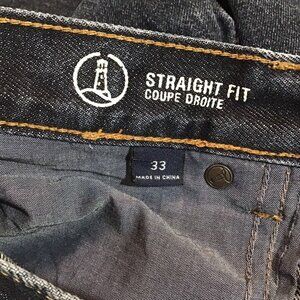 STRAIGHT FIT
COUPE DROITE
33
MADE IN CHINA